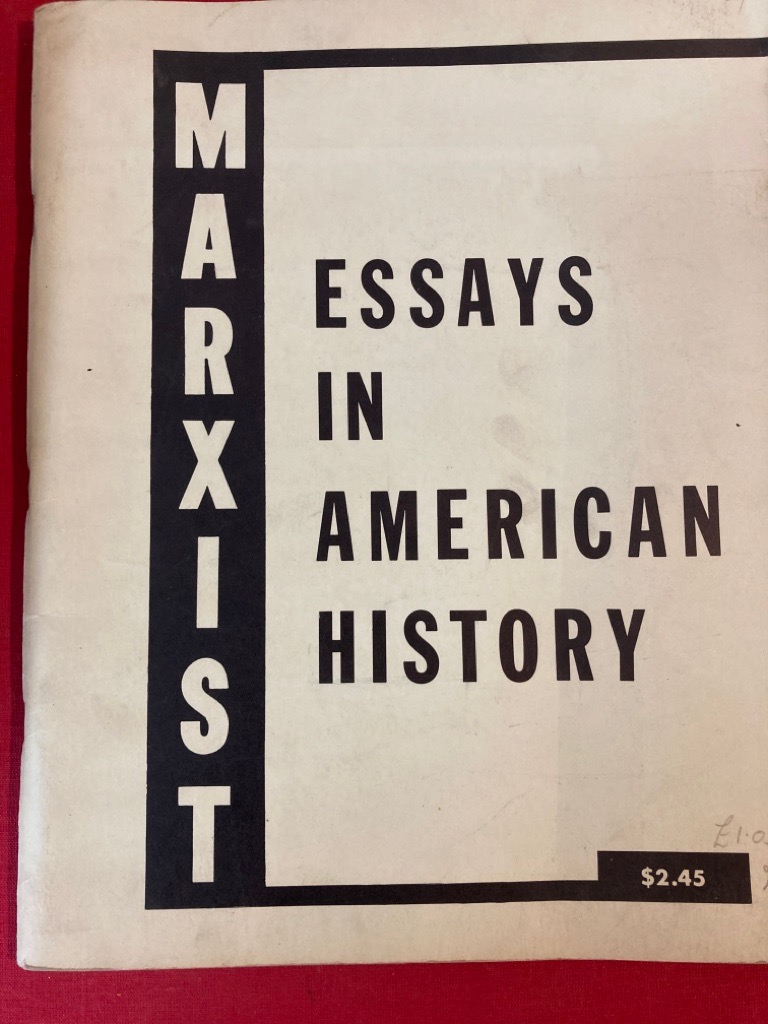 MARXIST
ESSAYS
IN
AMERICAN
HISTORY
$2.45